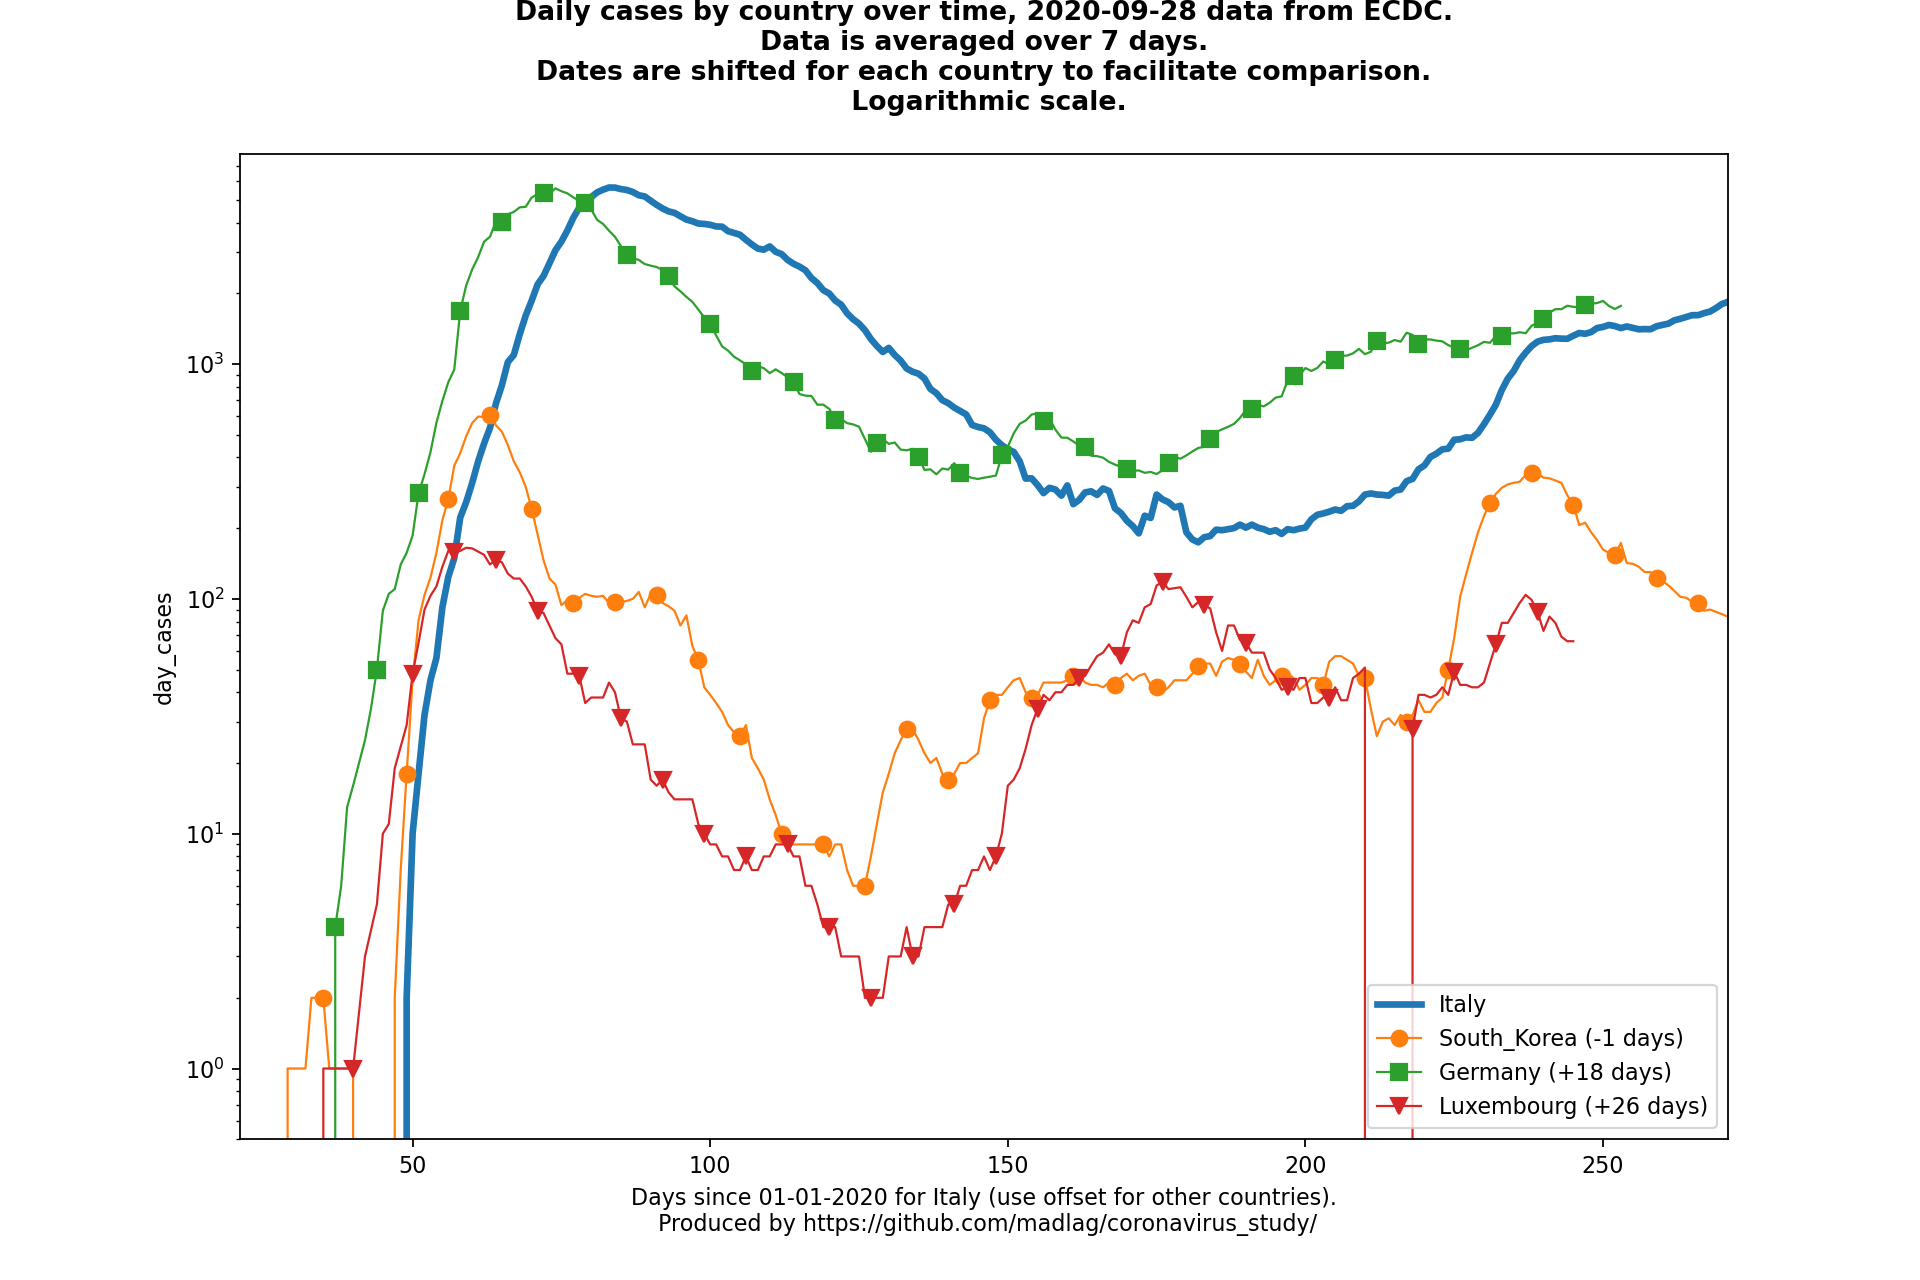 Daily cases by country over time, 2020-09-28 data from ECDC.
Data is averaged over 7 days.
Dates are shifted for each country to facilitate comparison.
Logarithmic scale.
day_cases
10³
10²
10¹
10⁰
Italy
South_Korea (-1 days)
Germany (+18 days)
Luxembourg (+26 days)
50 100 150 200 250
Days since 01-01-2020 for Italy (use offset for other countries).
Produced by https://github.com/madlag/coronavirus_study/